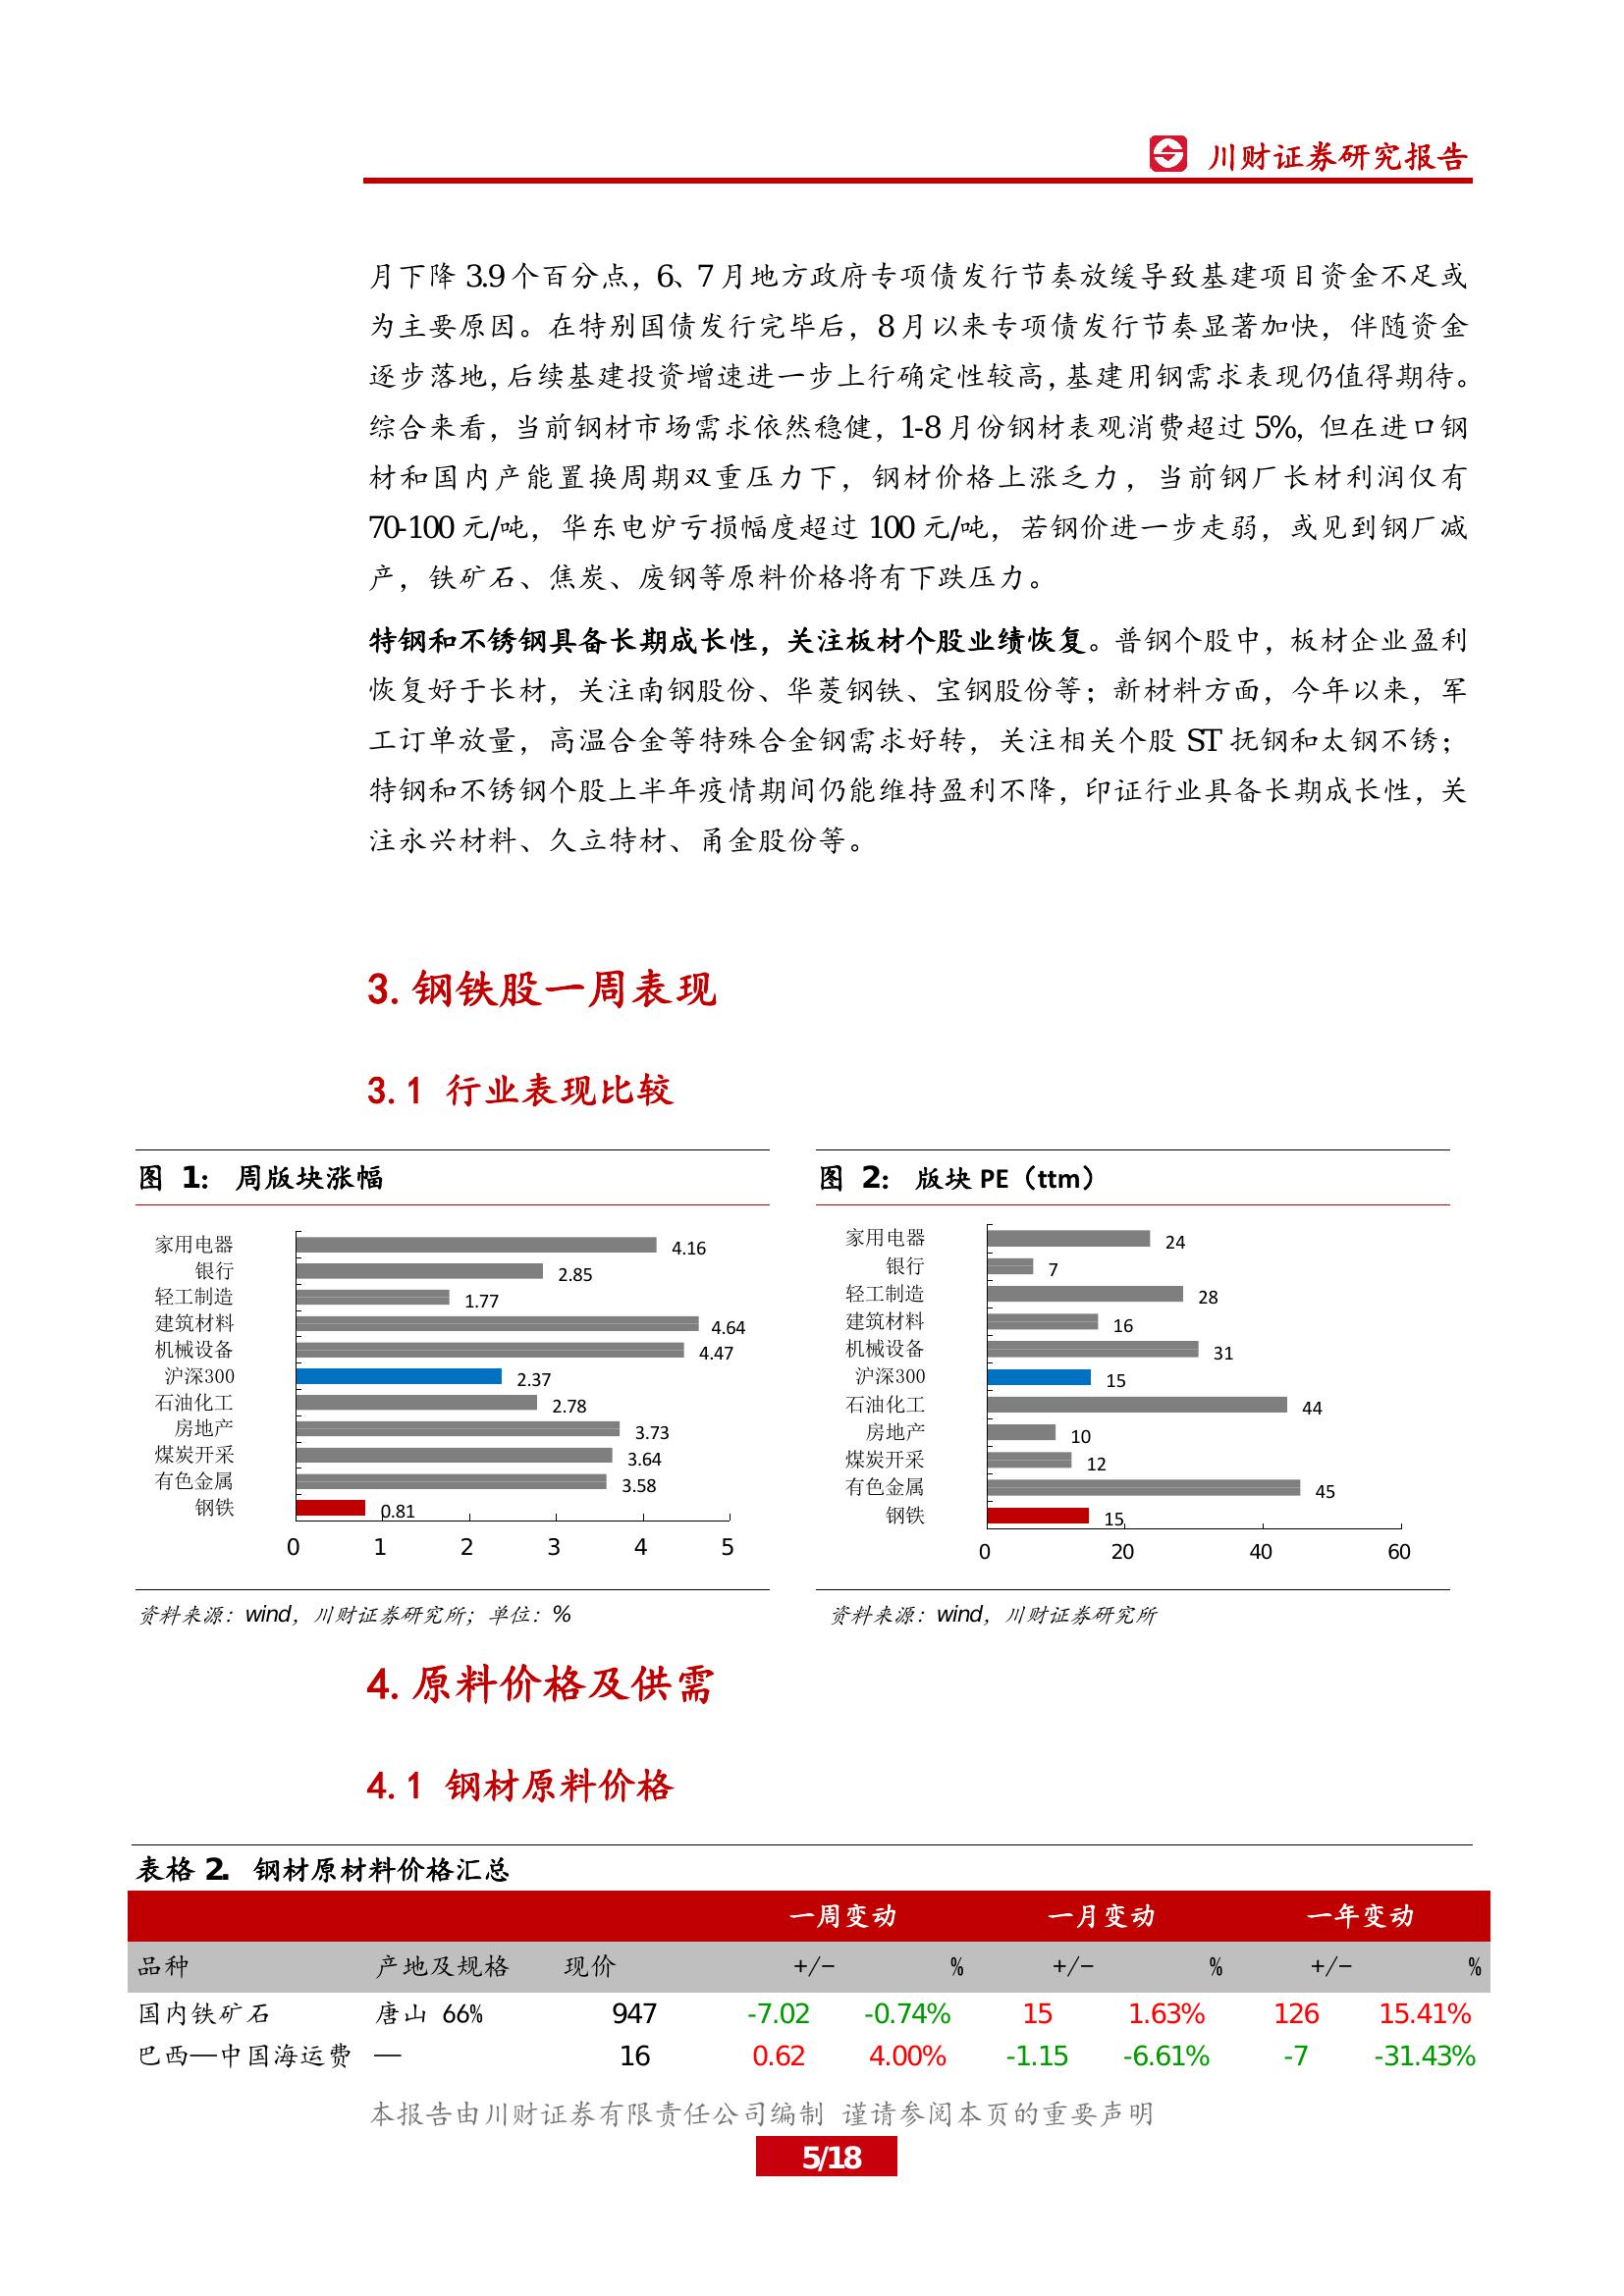 川财证券研究报告
月下降 3.9 个百分点，6、7 月地方政府专项债发行节奏放缓导致基建项目资金不足或
为主要原因。在特别国债发行完毕后，8 月以来专项债发行节奏显著加快，伴随资金
逐步落地，后续基建投资增速进一步上行确定性较高，基建用钢需求表现仍值得期待。
综合来看，当前钢材市场需求依然稳健，1-8 月份钢材表观消费超过 5%，但在进口钢
材和国内产能置换周期双重压力下，钢材价格上涨乏力，当前钢厂长材利润仅有
70-100 元/吨，华东电炉亏损幅度超过 100 元/吨，若钢价进一步走弱，或见到钢厂减
产，铁矿石、焦炭、废钢等原料价格将有下跌压力。
特钢和不锈钢具备长期成长性，关注板材个股业绩恢复。普钢个股中，板材企业盈利
恢复好于长材，关注南钢股份、华菱钢铁、宝钢股份等；新材料方面，今年以来，军
工订单放量，高温合金等特殊合金钢需求好转，关注相关个股 ST 抚钢和太钢不锈；
特钢和不锈钢个股上半年疫情期间仍能维持盈利不降，印证行业具备长期成长性，关
注永兴材料、久立特材、甬金股份等。
3. 钢铁股一周表现
3.1 行业表现比较
图 1： 周版块涨幅
家用电器 4.16
银行 2.85
轻工制造 1.77
建筑材料 4.64
机械设备 4.47
沪深300 2.37
石油化工 2.78
房地产 3.73
煤炭开采 3.64
有色金属 3.58
钢铁 0.81
0 1 2 3 4 5
资料来源：wind，川财证券研究所；单位：%
图 2： 版块 PE（ttm）
家用电器 24
银行 7
轻工制造 28
建筑材料 16
机械设备 31
沪深300 15
石油化工 44
房地产 10
煤炭开采 12
有色金属 45
钢铁 15
0 20 40 60
资料来源：wind，川财证券研究所
4. 原料价格及供需
4.1 钢材原料价格
表格 2. 钢材原材料价格汇总
一周变动 一月变动 一年变动
品种 产地及规格 现价 +/- % +/- % +/- %
国内铁矿石 唐山 66% 947 -7.02 -0.74% 15 1.63% 126 15.41%
巴西—中国海运费 — 16 0.62 4.00% -1.15 -6.61% -7 -31.43%
本报告由川财证券有限责任公司编制 谨请参阅本页的重要声明
5/18